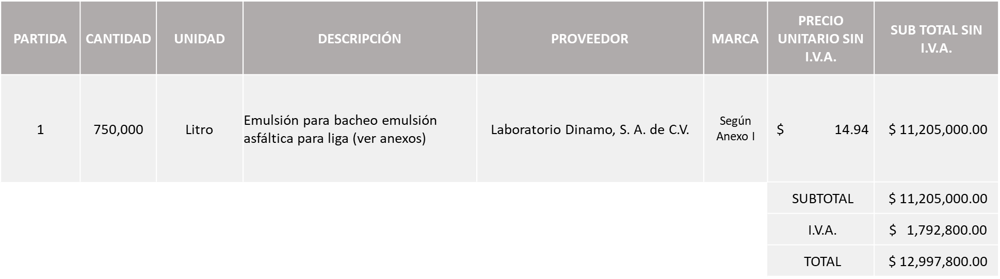 PARTIDA
CANTIDAD
UNIDAD
DESCRIPCIÓN
PROVEEDOR
MARCA
PRECIO
UNITARIO SIN
I.V.A.
SUB TOTAL SIN
I.V.A.
1
750,000
Litro
Emulsión para bacheo emulsión
asfáltica para liga (ver anexos)
Laboratorio Dinamo, S. A. de C.V.
Según
Anexo I
$ 14.94
$ 11,205,000.00
SUBTOTAL
$ 11,205,000.00
I.V.A.
$ 1,792,800.00
TOTAL
$ 12,997,800.00